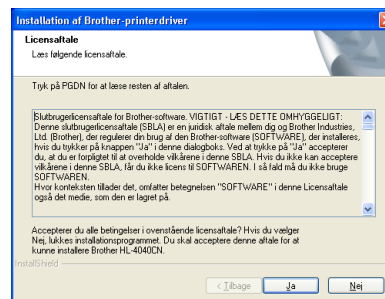 Installation af Brother-printerdriver
Licensaftale
Læs følgende licensaftale.
Tryk på PGDN for at læse resten af aftalen.
Slutbrugerlicensaftale for Brother-software. VIGTIGT - LÆS DETTE OMHYGGELIGT:
Denne slutbrugerlicensaftale (SBLA) er en juridisk aftale mellem dig og Brother Industries,
Ltd. (Brother), der regulerer din brug af den Brother-software (SOFTWARE), der installeres,
hvis du trykker på knappen "Ja" i denne dialogboks. Ved at trykke på "Ja" accepterer
du, at du er forpligtet til at overholde vilkårene i denne SBLA. Hvis du ikke kan acceptere
vilkårene i denne SBLA, får du ikke licens til SOFTWAREN. I så fald må du ikke bruge
SOFTWAREN.
Hvor konteksten tillader det, omfatter betegnelsen "SOFTWARE" i denne Licensaftale
også det medie, som den er lagret på.
Accepterer du alle betingelser i ovenstående licensaftale? Hvis du vælger
Nej, lukkes installationsprogrammet. Du skal acceptere denne aftale for at
kunne installere Brother HL-4040CN.
InstallShield
< Tilbage
Ja
Nej